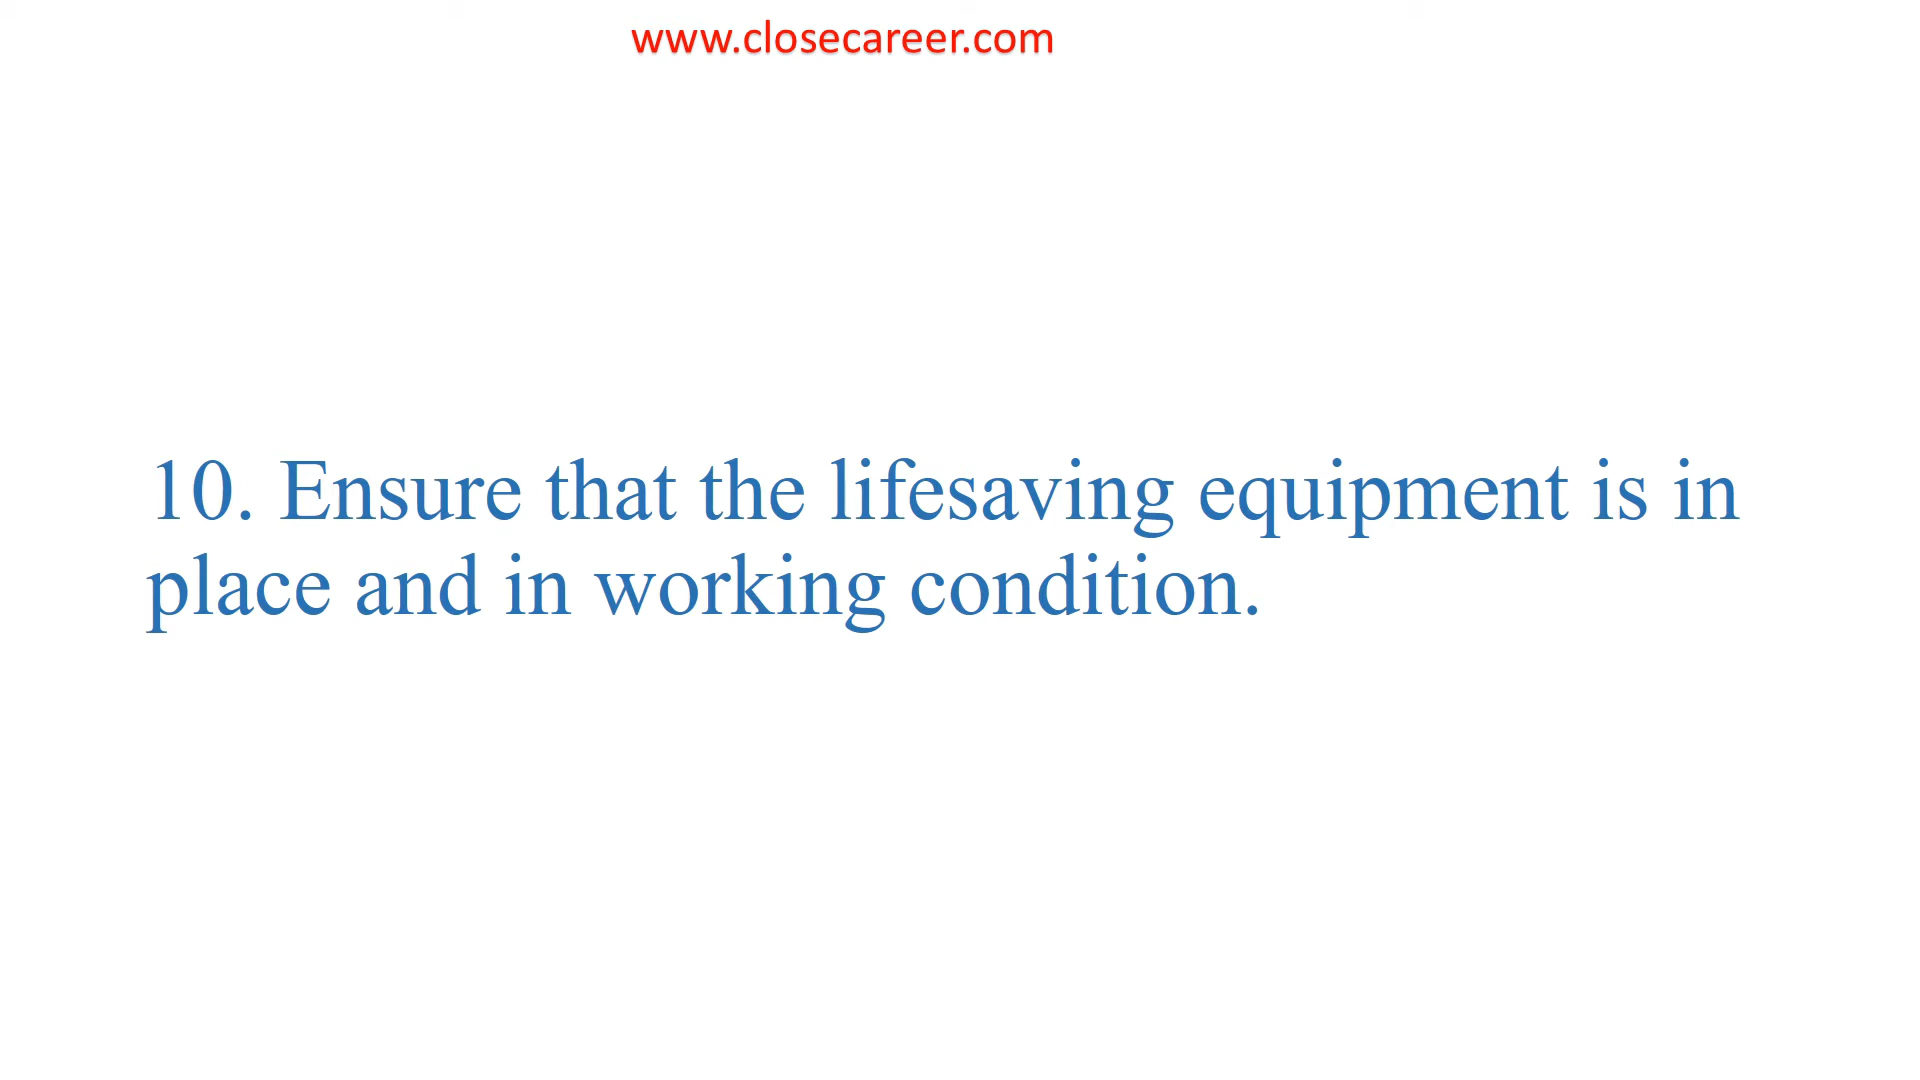 www.closecareer.com
10. Ensure that the lifesaving equipment is in
place and in working condition.